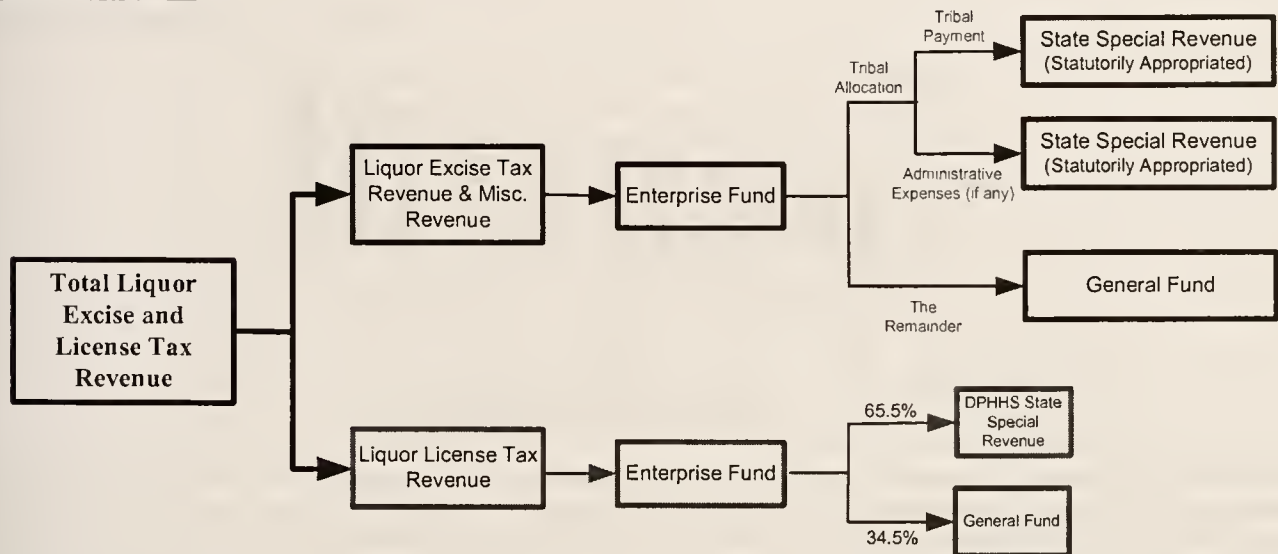 Tribal
Payment
State Special Revenue
(Statutorily Appropriated)
Tribal
Allocation
State Special Revenue
(Statutorily Appropriated)
Administrative
Expenses (if any)
Liquor Excise Tax
Revenue & Misc.
Revenue
Enterprise Fund
General Fund
The
Remainder
Total Liquor
Excise and
License Tax
Revenue
Liquor License Tax
Revenue
Enterprise Fund
65.5%
DPHHS State
Special
Revenue
General Fund
34.5%